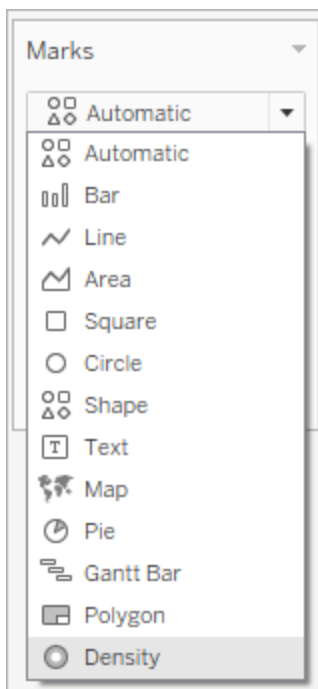 Marks
Automatic
Automatic
Bar
Line
Area
Square
Circle
Shape
T Text
Map
Pie
Gantt Bar
Polygon
Density